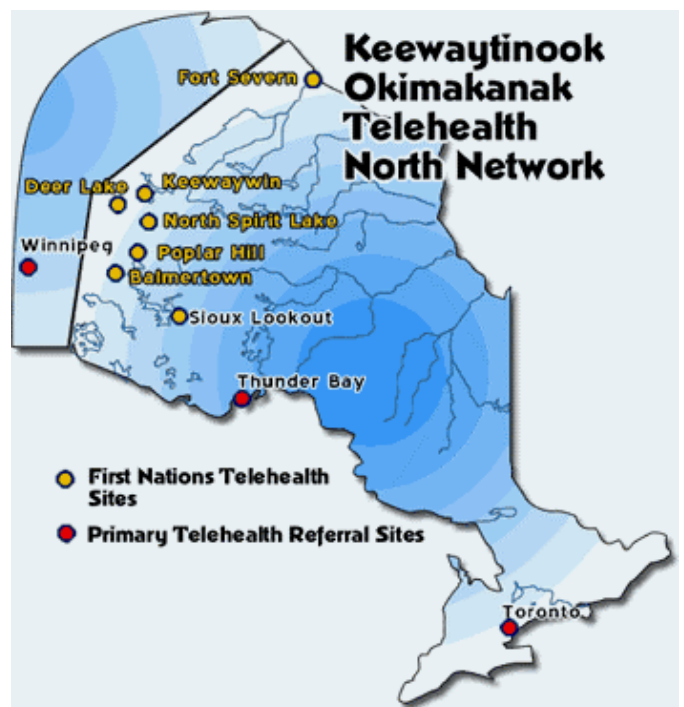 Keewaytinook
Okimakanak
Telehealth
North Network
Fort Severn
Deer Lake
Keewaywin
North Spirit Lake
Winnipeg
Poplar Hill
Balmertown
Sioux Lookout
Thunder Bay
First Nations Telehealth
Sites
Primary Telehealth Referral Sites
Toronto